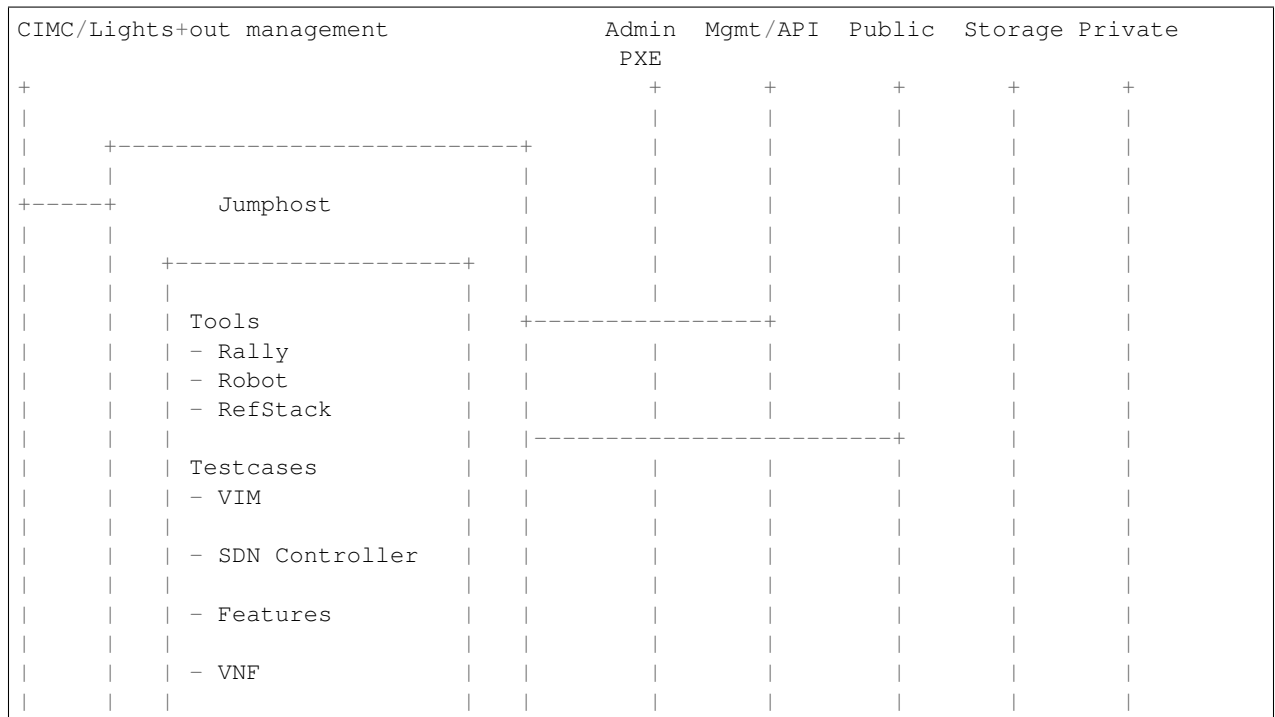 CIMC/Lights+out management Admin Mgmt/API Public Storage Private
PXE
+ + + + + +
| | | | | |
| +----------------------------+ | | | | |
| | | | | | | |
+-----+ Jumphost | | | | | |
| | | | | | | |
| | +--------------------+ | | | | | |
| | | | | | | | | |
| | | Tools | +----------------+ | | |
| | | - Rally | | | | | | |
| | | - Robot | | | | | | |
| | | - RefStack | | | | | | |
| | | | |-------------------------+ | |
| | | Testcases | | | | | | |
| | | - VIM | | | | | | |
| | | | | | | | | |
| | | - SDN Controller | | | | | | |
| | | | | | | | | |
| | | - Features | | | | | | |
| | | | | | | | | |
| | | - VNF | | | | | | |
| | | | | | | | | |